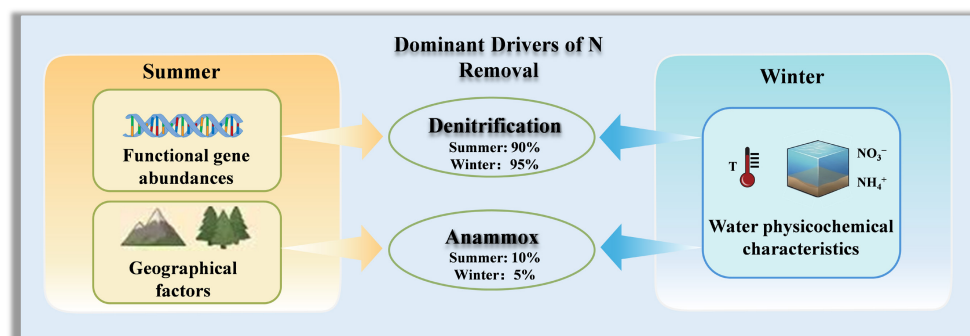 Dominant Drivers of N
Removal
Summer
Functional gene
abundances
Geographical
factors
Denitrification
Summer: 90%
Winter: 95%
Anammox
Summer: 10%
Winter: 5%
Winter
T
NO₃⁻
NH₄⁺
Water physicochemical
characteristics